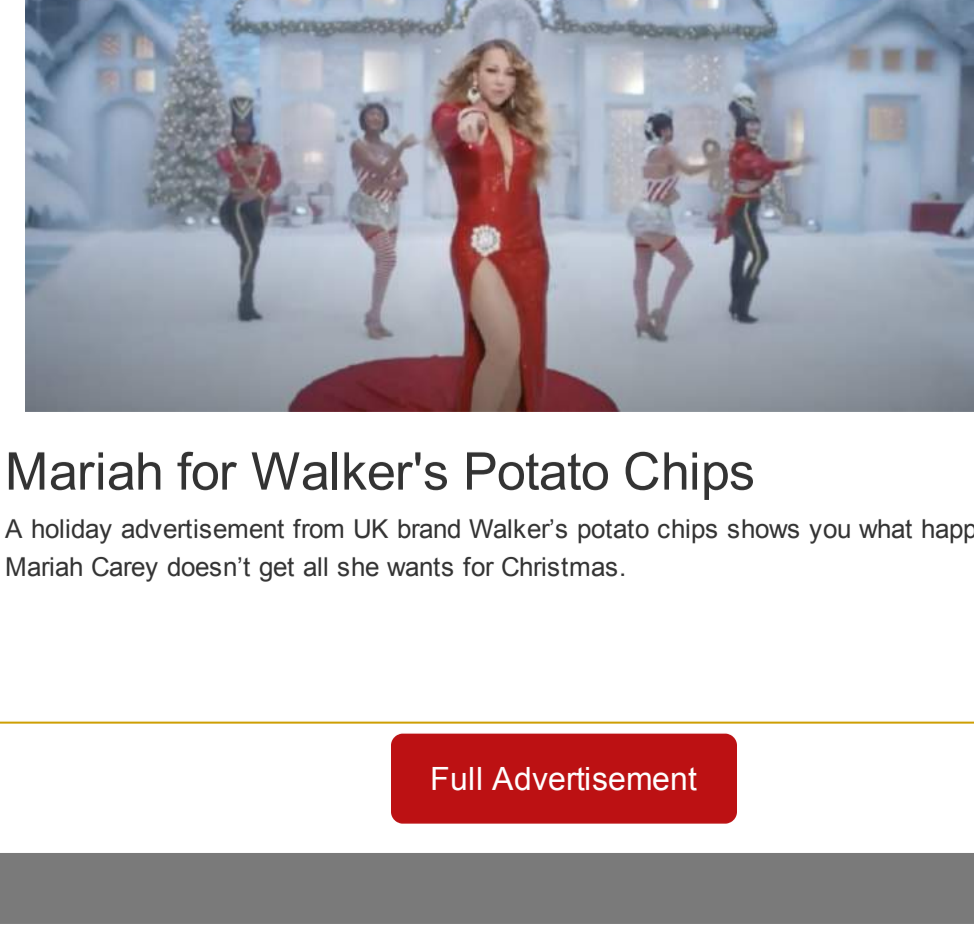 Mariah for Walker's Potato Chips
A holiday advertisement from UK brand Walker’s potato chips shows you what
Mariah Carey doesn’t get all she wants for Christmas.
Full Advertisement